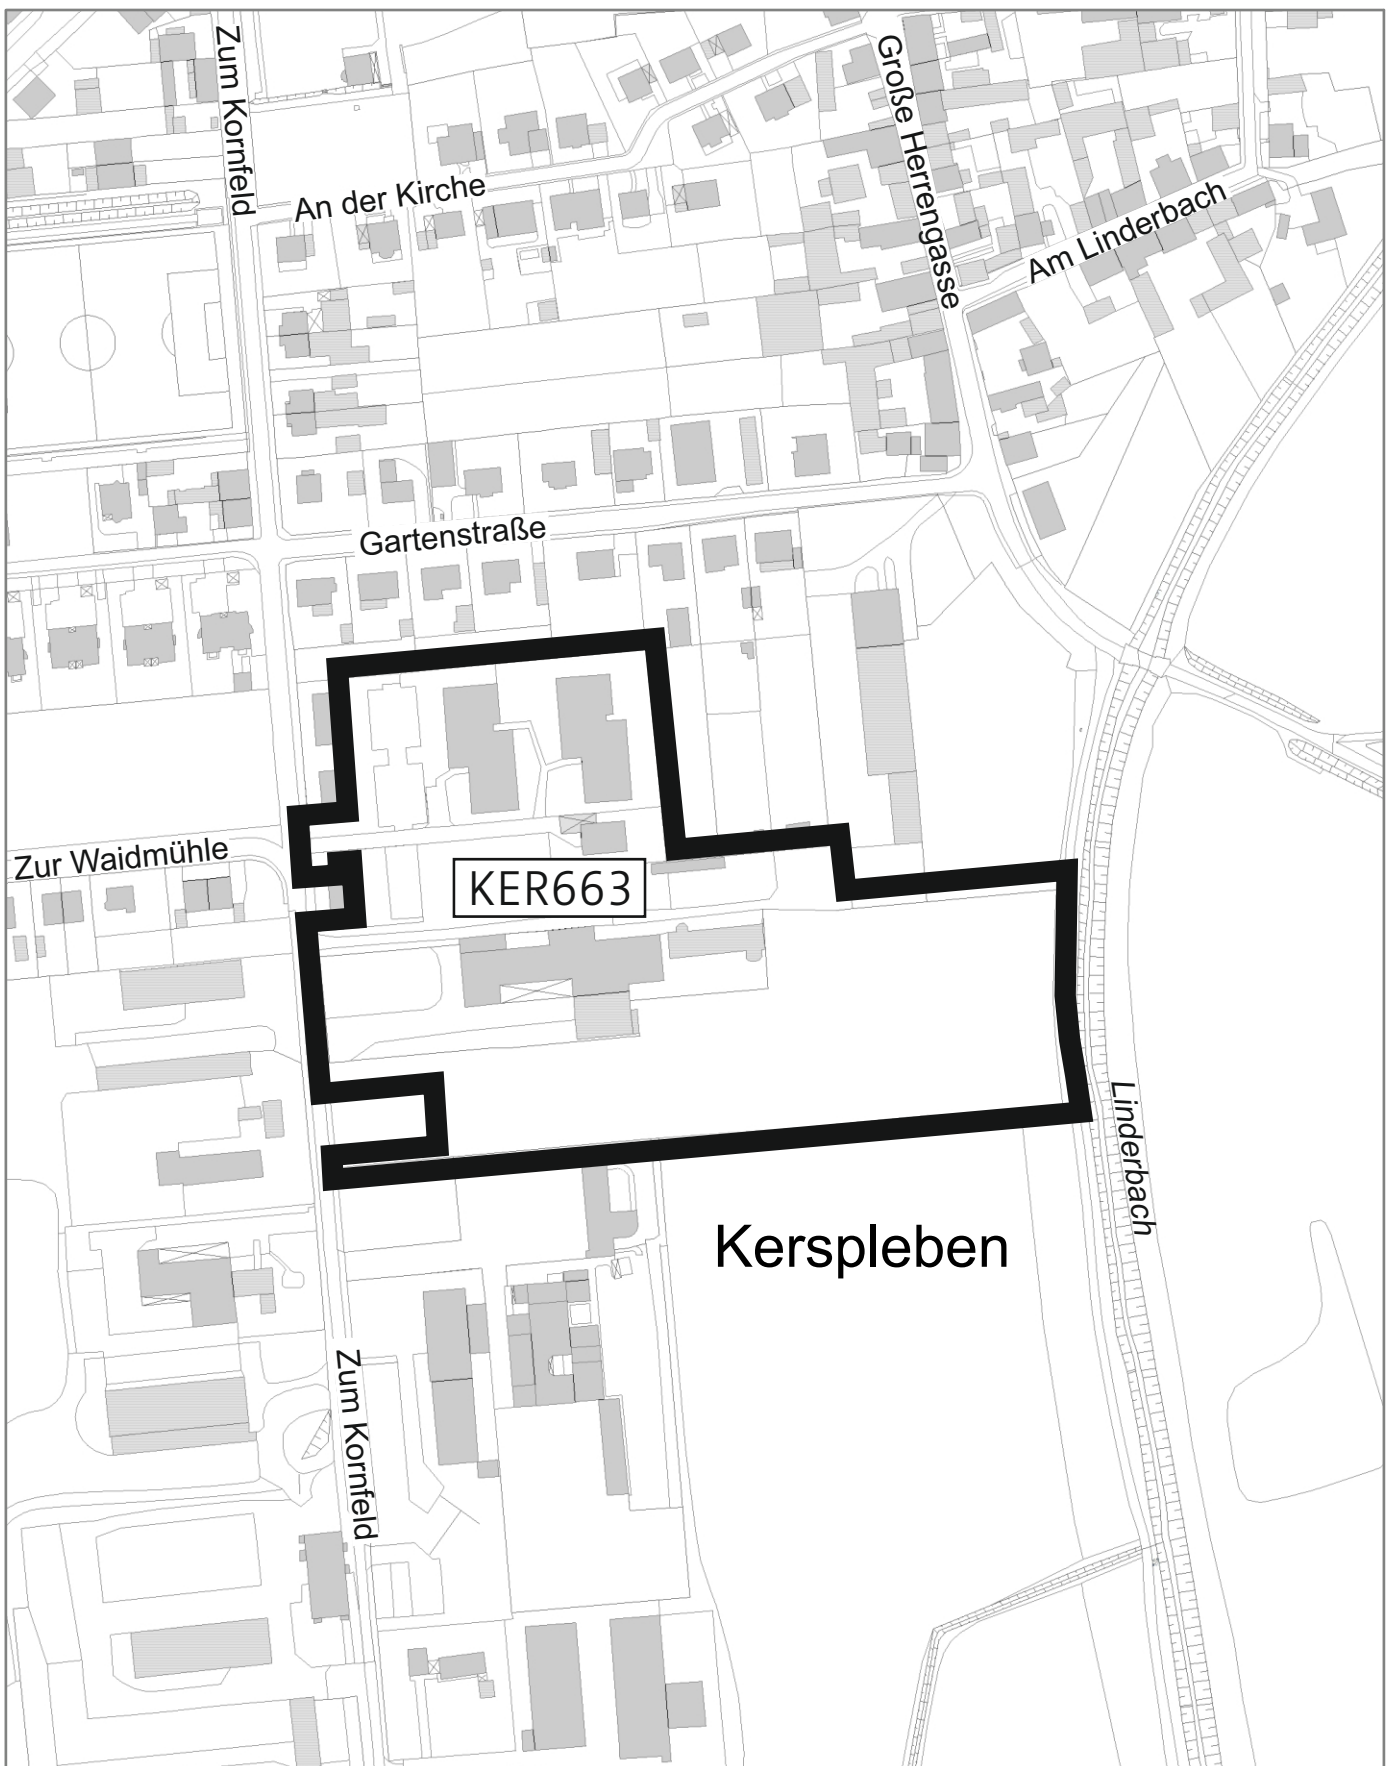 Zum Kornfeld
Große Herrengasse
An der Kirche
Am Linderbach
Gartenstraße
Zur Waidmühle
KER663
Linderbach
Kerspleben
Zum Kornfeld